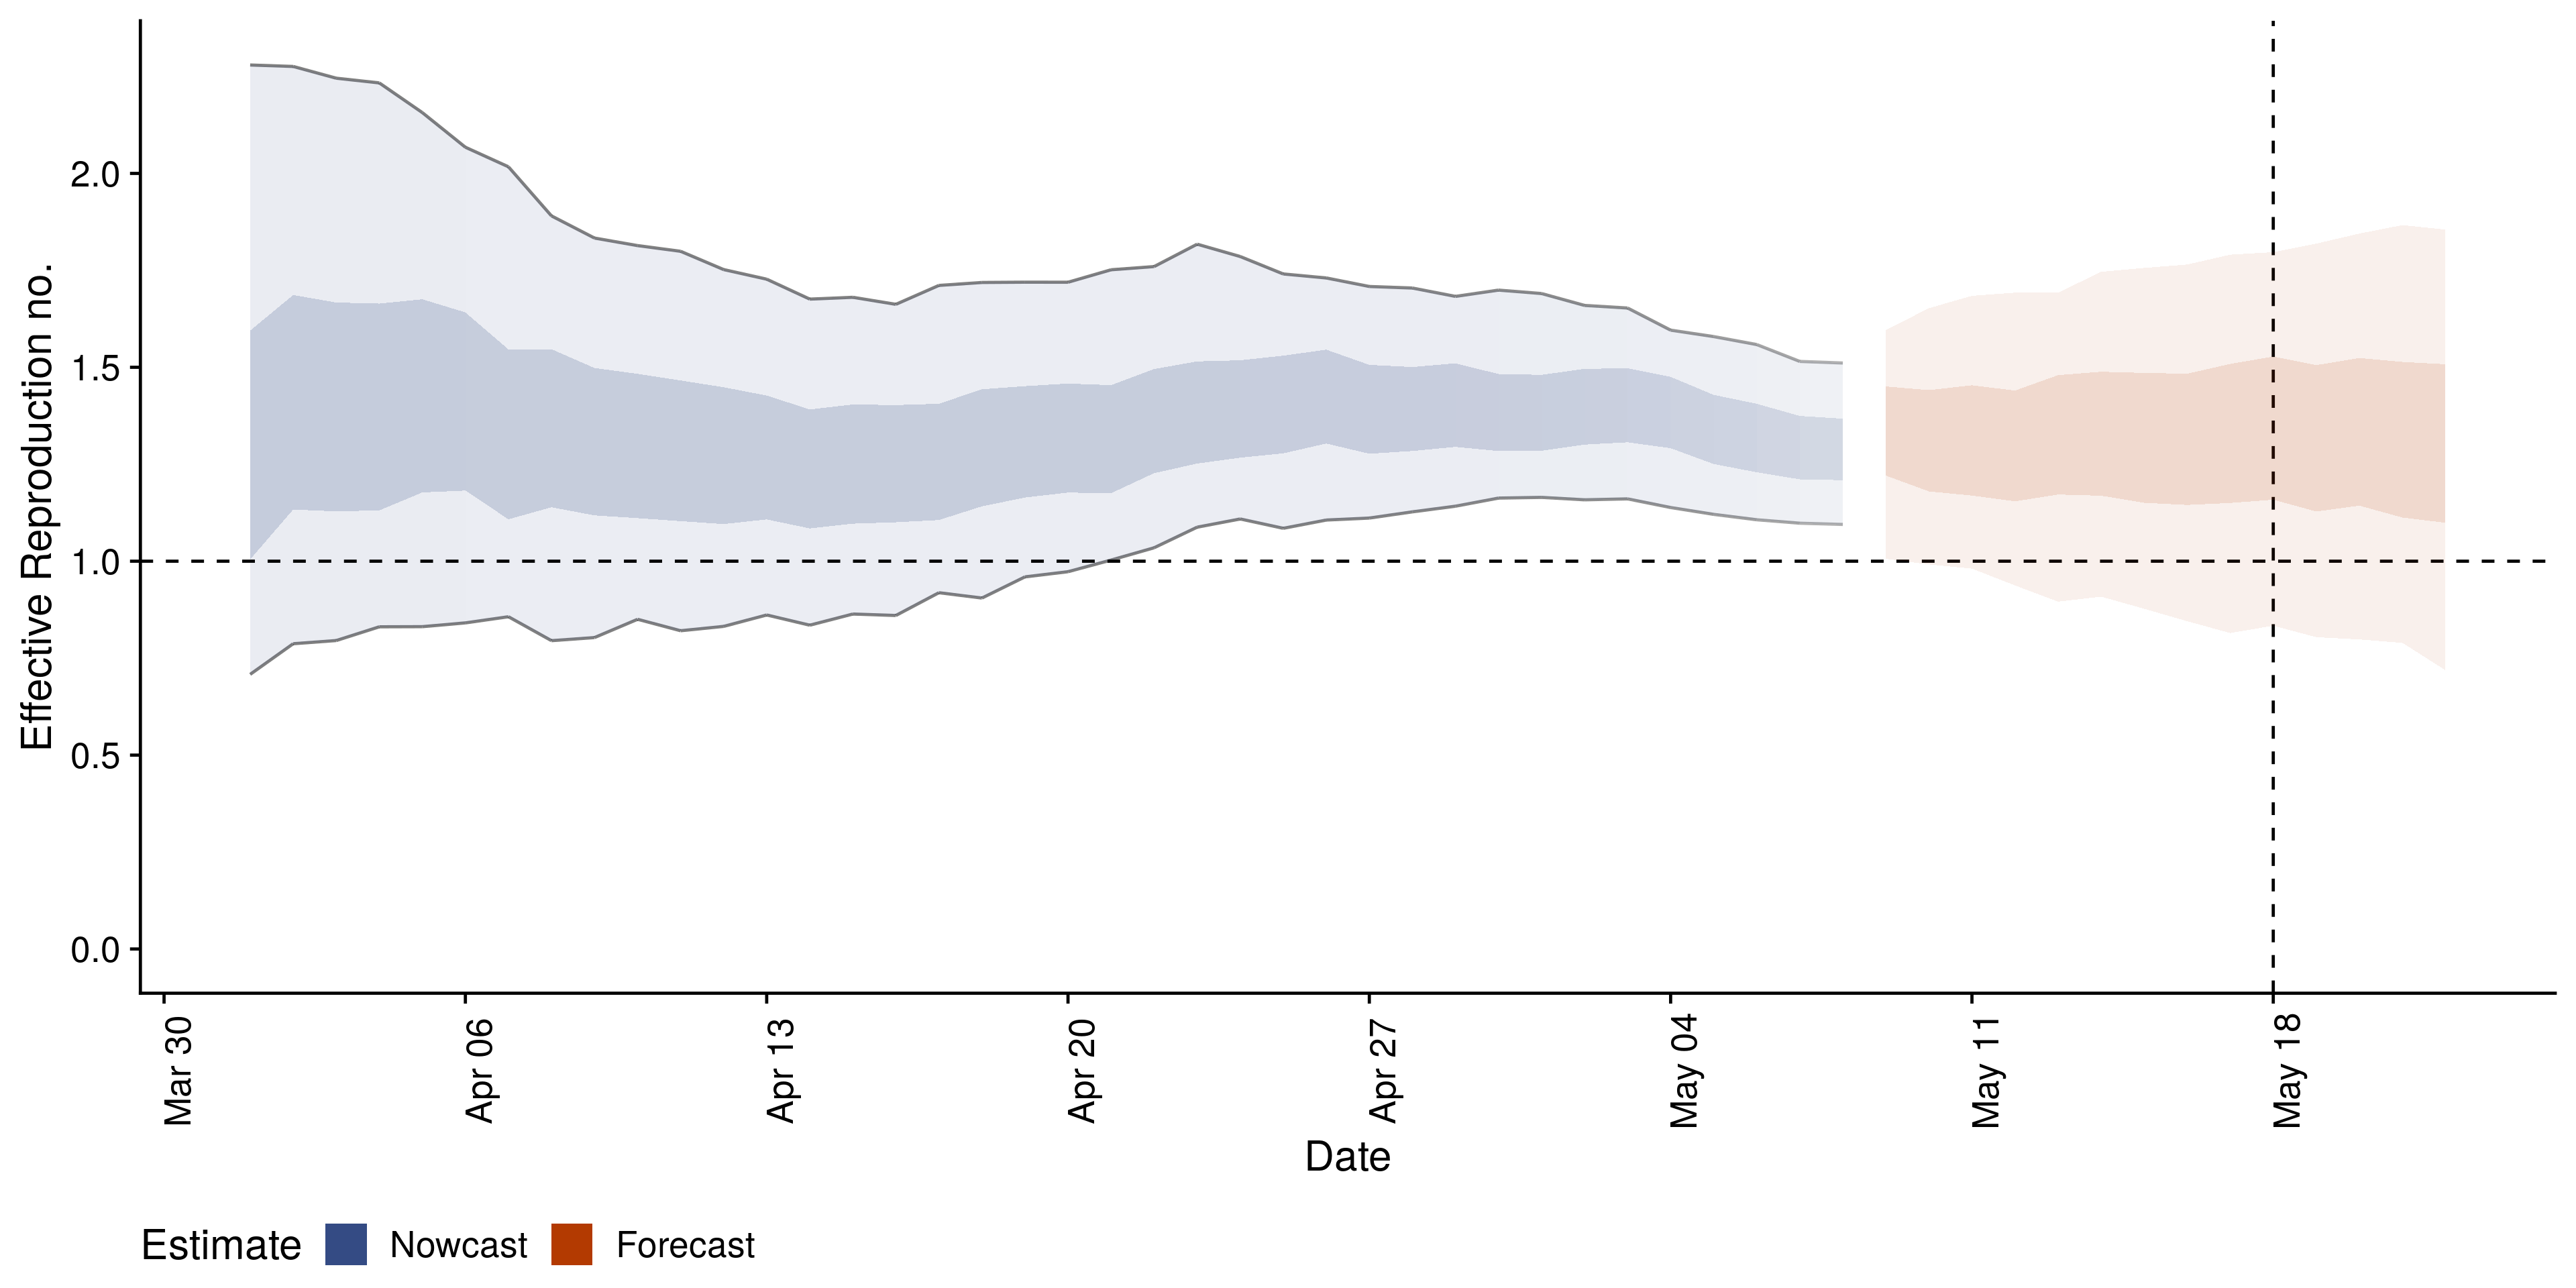 Effective Reproduction no.
2.0
1.5
1.0
0.5
0.0
Mar 30
Apr 06
Apr 13
Apr 20
Apr 27
May 04
May 11
May 18
Date
Estimate Nowcast Forecast